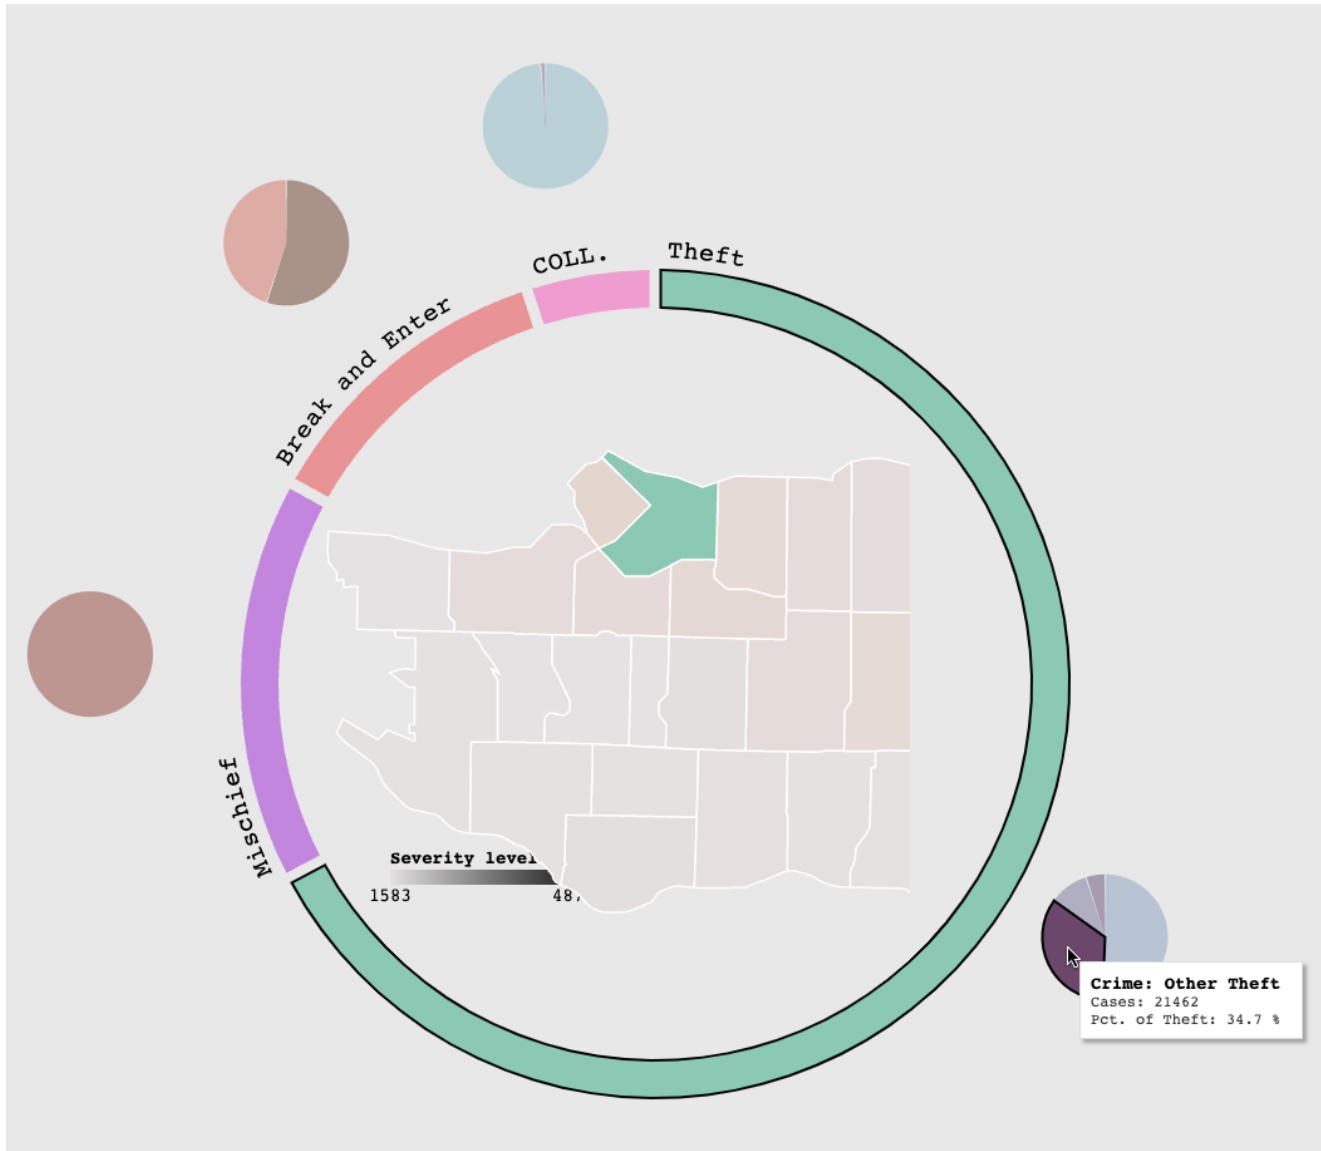 COLL.
Theft
Break and Enter
Mischief
Severity level
1583
Crime: Other Theft
Cases: 21462
Pct. of Theft: 34.7 %